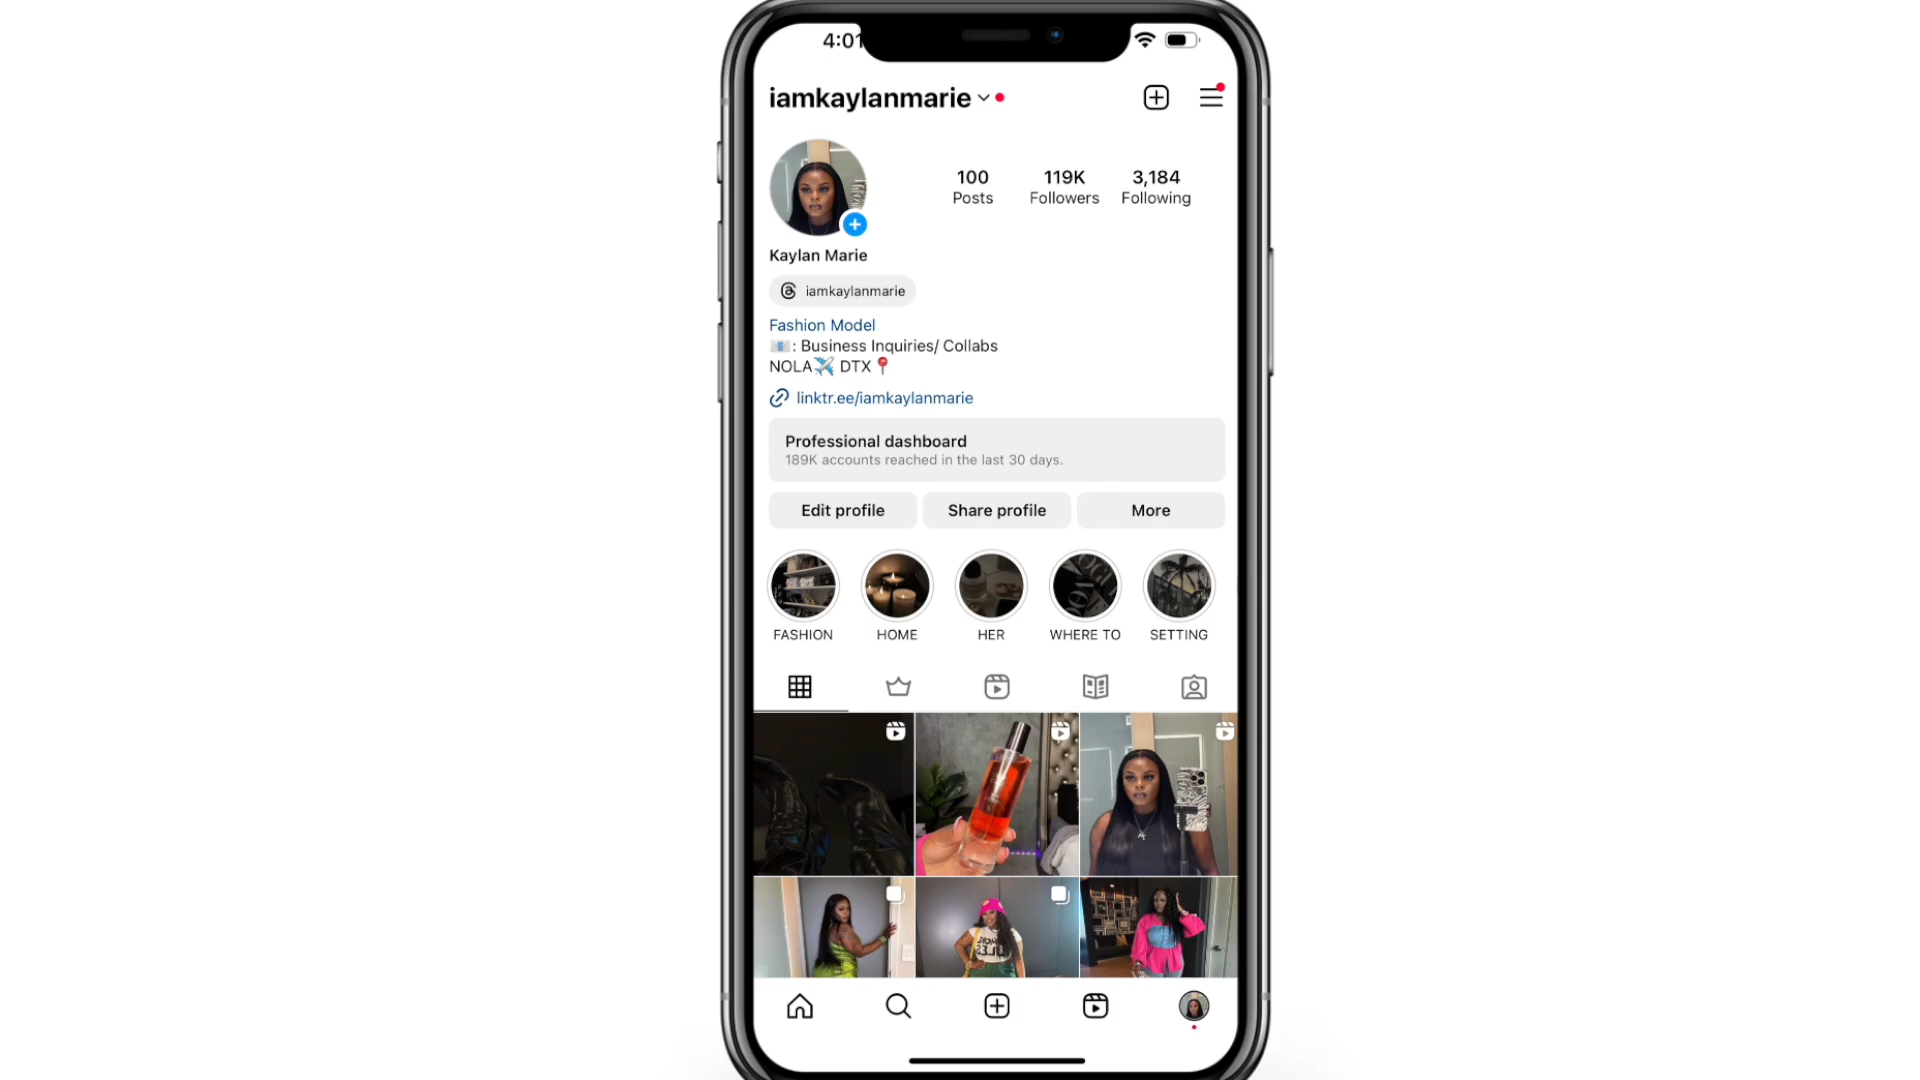 4:01
iamkaylanmarie
100
Posts
119K
Followers
3,184
Following
Kaylan Marie
iamkaylanmarie
Fashion Model
📧: Business Inquiries/ Collabs
NOLA✈️ DTX📍
linktr.ee/iamkaylanmarie
Professional dashboard
189K accounts reached in the last 30 days.
Edit profile
Share profile
More
FASHION
HOME
HER
WHERE TO
SETTING